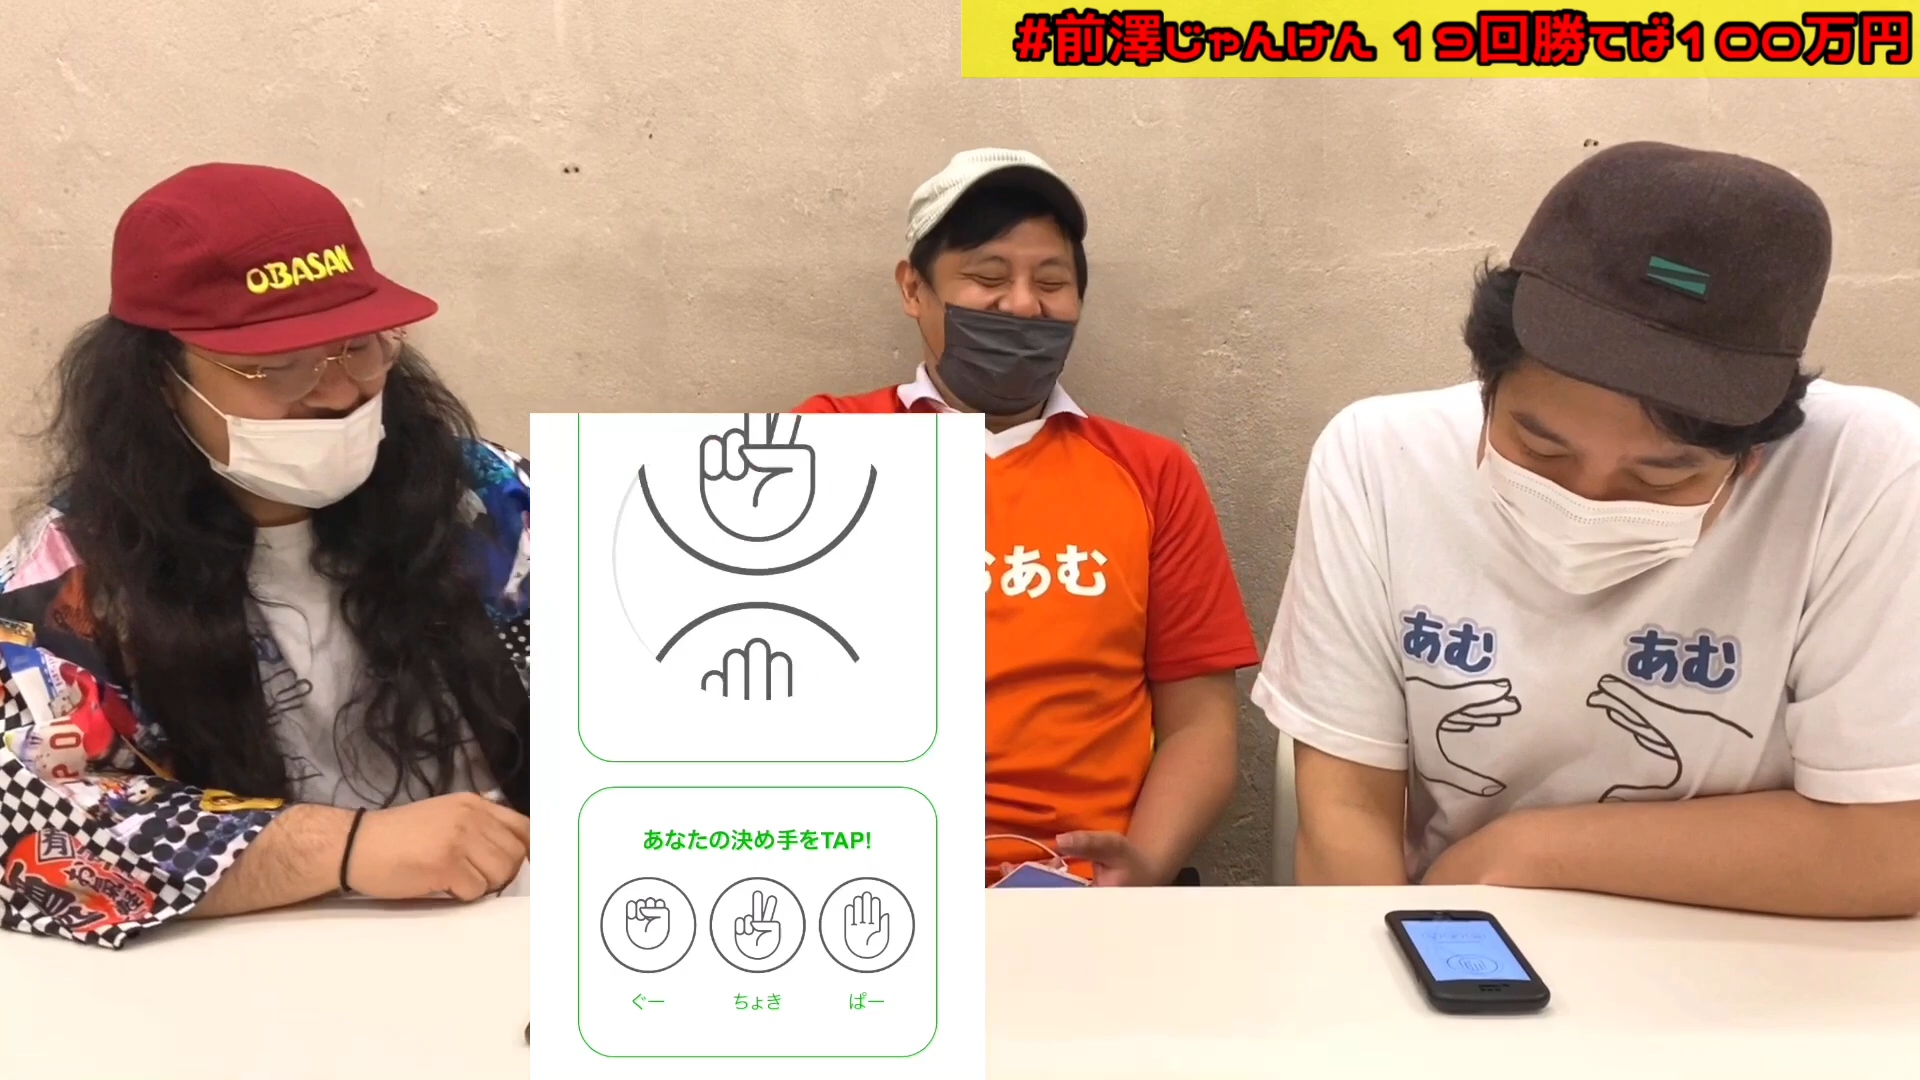 #前澤じゃんけん 19回勝てば100万円
OBASAN
おあむ
あむ
あむ
あなたの決め手をTAP!
ぐー
ちょき
ぱー
有